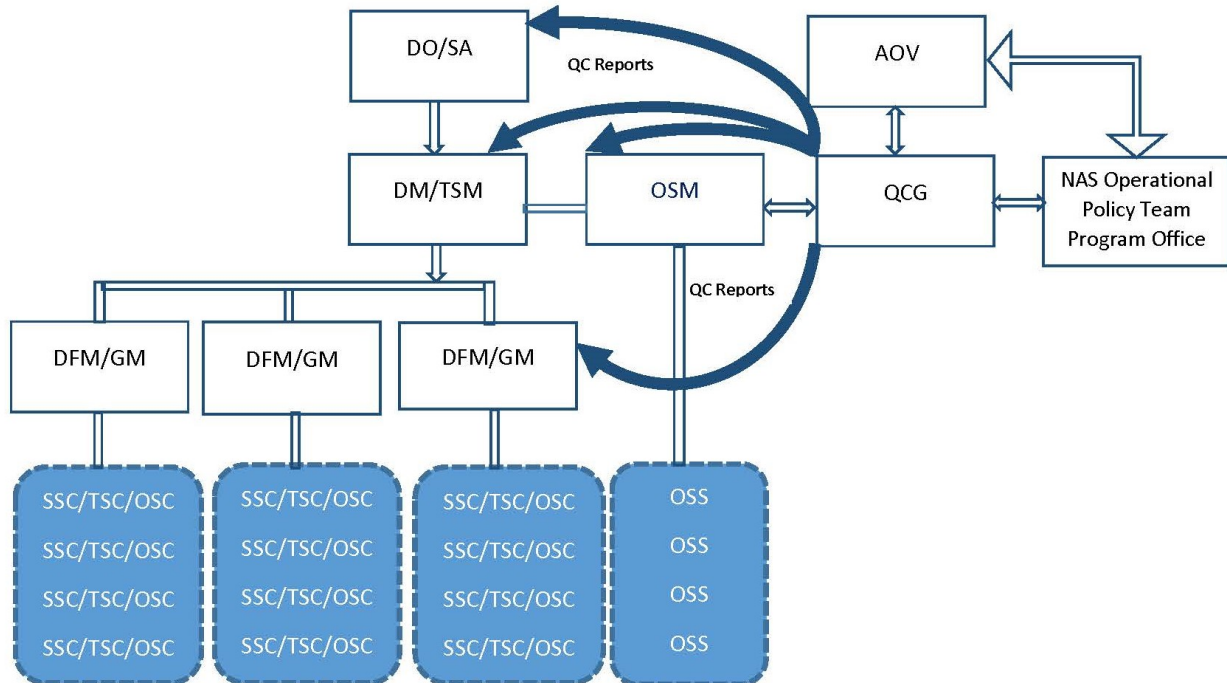 DO/SA
QC Reports
AOV
DM/TSM
OSM
QCG
NAS Operational
Policy Team
Program Office
QC Reports
DFM/GM
DFM/GM
DFM/GM
SSC/TSC/OSC
SSC/TSC/OSC
SSC/TSC/OSC
SSC/TSC/OSC
SSC/TSC/OSC
SSC/TSC/OSC
SSC/TSC/OSC
SSC/TSC/OSC
SSC/TSC/OSC
SSC/TSC/OSC
SSC/TSC/OSC
SSC/TSC/OSC
OSS
OSS
OSS
OSS